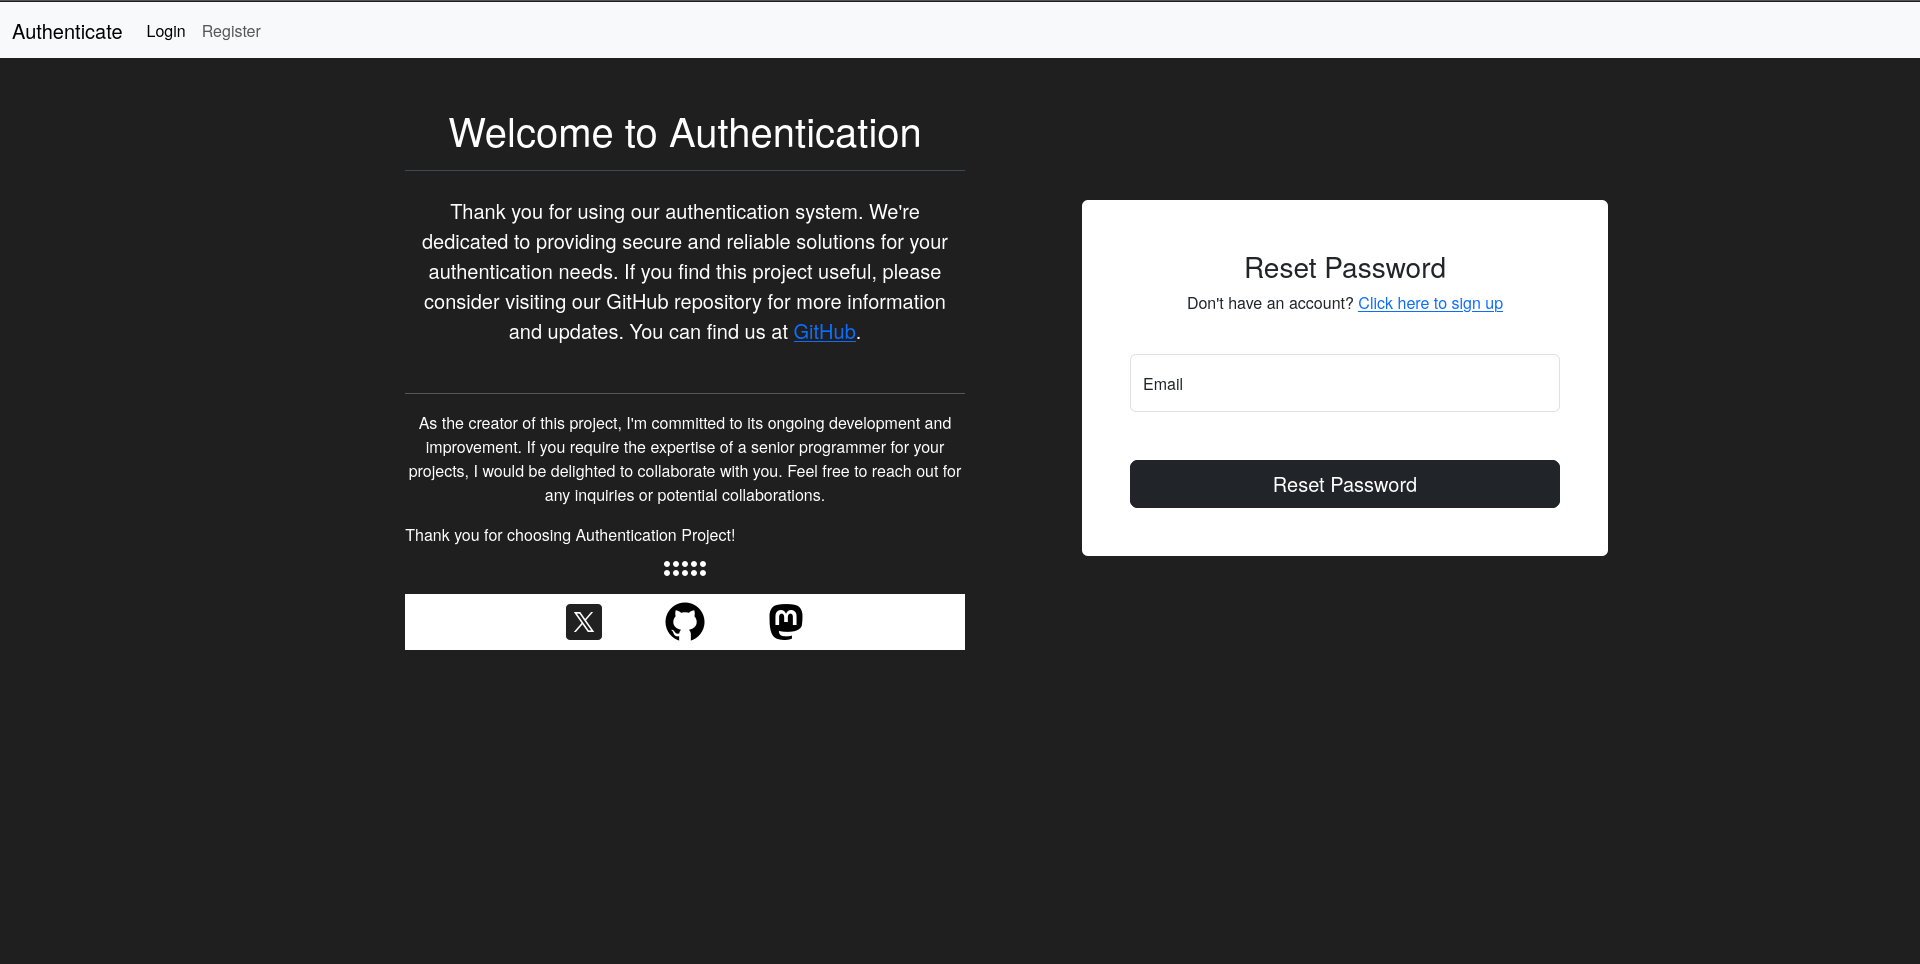 Authenticate Login Register
Welcome to Authentication
Thank you for using our authentication system. We're
dedicated to providing secure and reliable solutions for your
authentication needs. If you find this project useful, please
consider visiting our GitHub repository for more information
and updates. You can find us at GitHub.
As the creator of this project, I'm committed to its ongoing development and
improvement. If you require the expertise of a senior programmer for your
projects, I would be delighted to collaborate with you. Feel free to reach out for
any inquiries or potential collaborations.
Thank you for choosing Authentication Project!
Reset Password
Don't have an account? Click here to sign up
Email
Reset Password